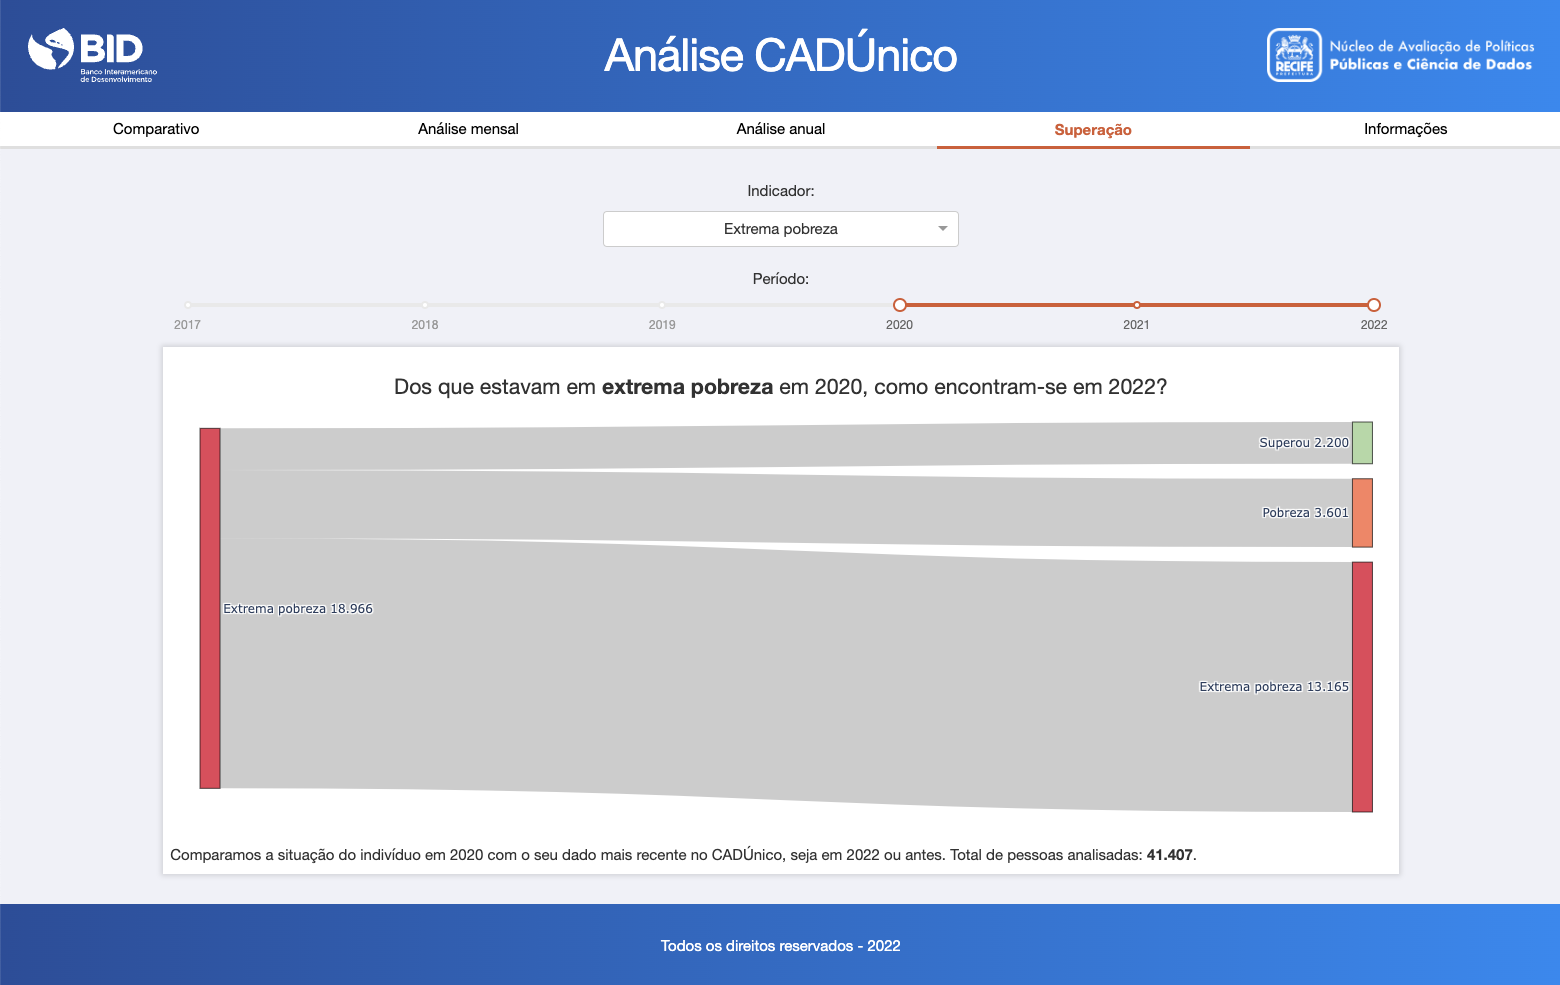 BID
Banco Interamericano
de Desenvolvimento
Análise CADÚnico
RECIFE
PREFEITURA
Núcleo de Avaliação de Políticas
Públicas e Ciência de Dados
Comparativo
Análise mensal
Análise anual
Superação
Informações
Indicador:
Extrema pobreza
Período:
2017
2018
2019
2020
2021
2022
Dos que estavam em extrema pobreza em 2020, como encontram-se em 2022?
Superou 2.200
Pobreza 3.601
Extrema pobreza 18.966
Extrema pobreza 13.165
Comparamos a situação do indivíduo em 2020 com o seu dado mais recente no CADÚnico, seja em 2022 ou antes. Total de pessoas analisadas: 41.407.
Todos os direitos reservados - 2022